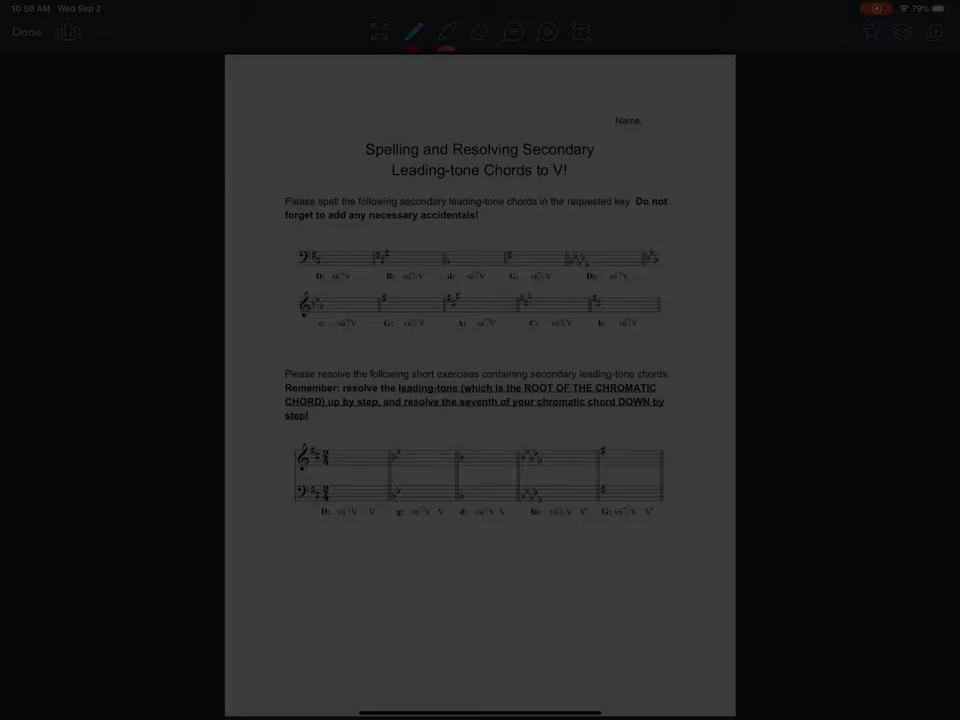 10:50 AM Wed Sep 2
79%
Done
Name:
Spelling and Resolving Secondary
Leading-tone Chords to V!
Please spell the following secondary leading-tone chords in the requested key. Do not
forget to add any necessary accidentals!
D:
d:
G:
c:
G:
A:
C:
b:
Please resolve the following short exercises containing secondary leading-tone chords.
Remember: resolve the leading-tone (which is the ROOT OF THE CHROMATIC
CHORD) up by step, and resolve the seventh of your chromatic chord DOWN by
step!
D: V g: V d: V G: